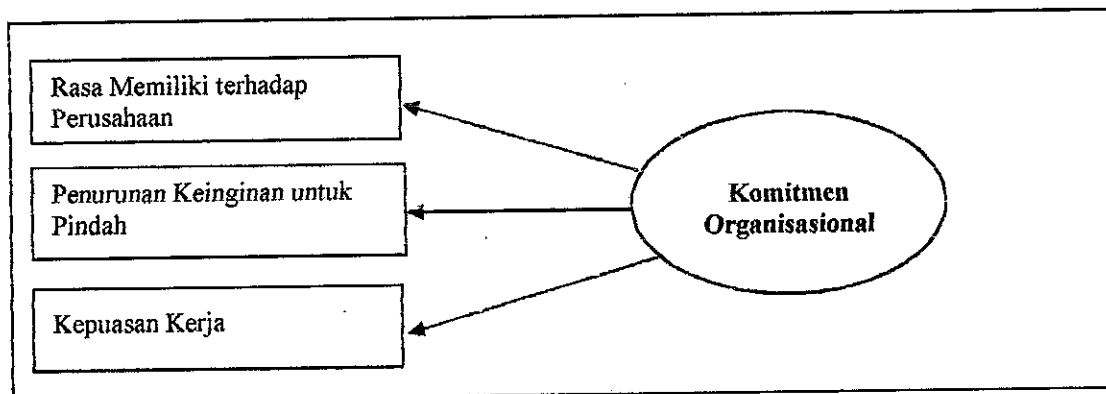 Rasa Memiliki terhadap
Perusahaan
Penurunan Keinginan untuk
Pindah
Kepuasan Kerja
Komitmen
Organisasional